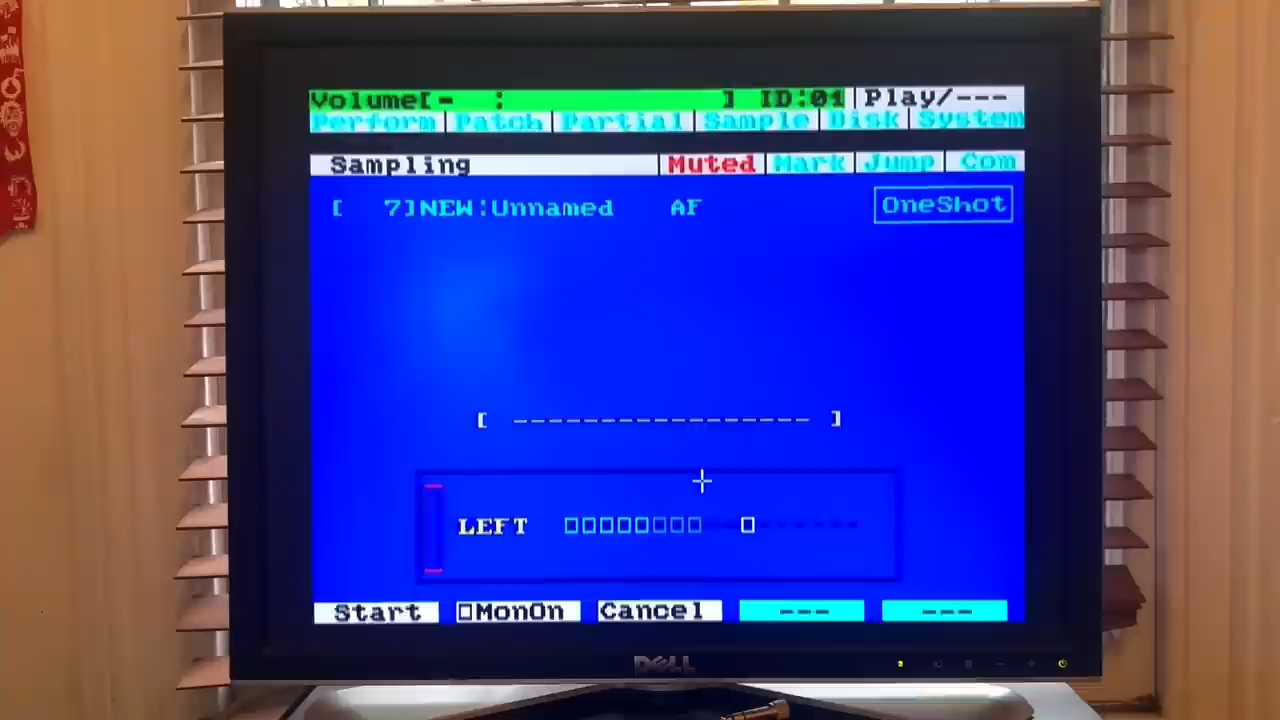 Volume[- : ] ID:01 Play/---
Perform Patch Partial Sample Disk System
Sampling Muted Mark Jump Com
[ 7]NEW:Unnamed AF OneShot
[ ----------------- ]
LEFT
Start □MonOn Cancel --- ---
DELL